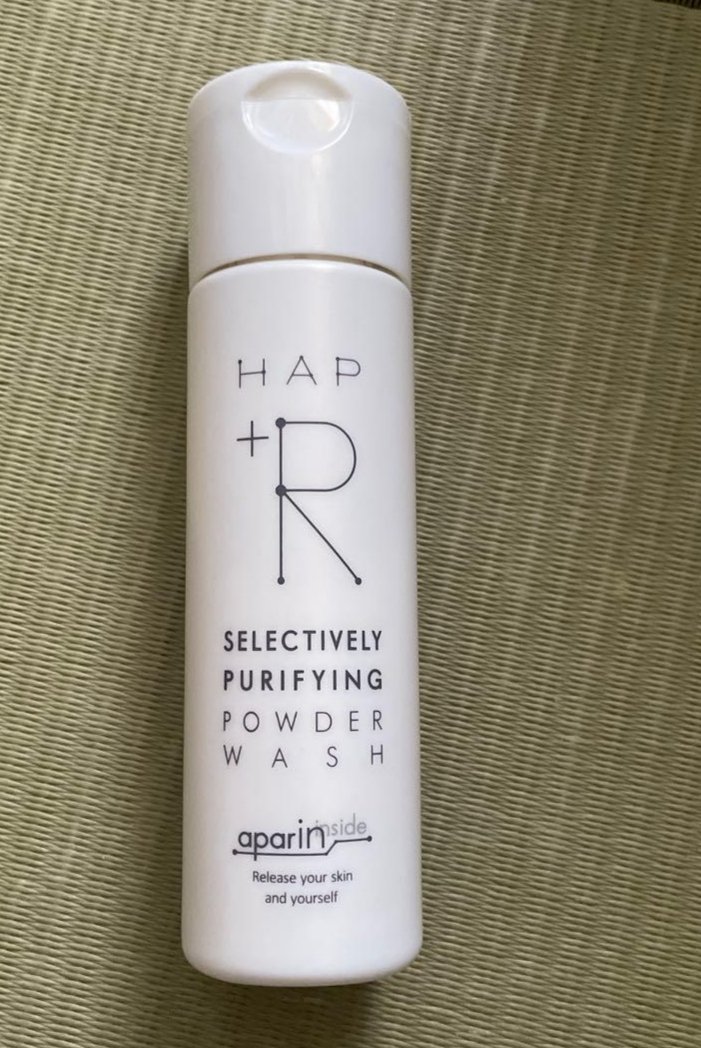 HAP
+R
SELECTIVELY
PURIFYING
POWDER
WASH
aparin inside
Release your skin
and yourself